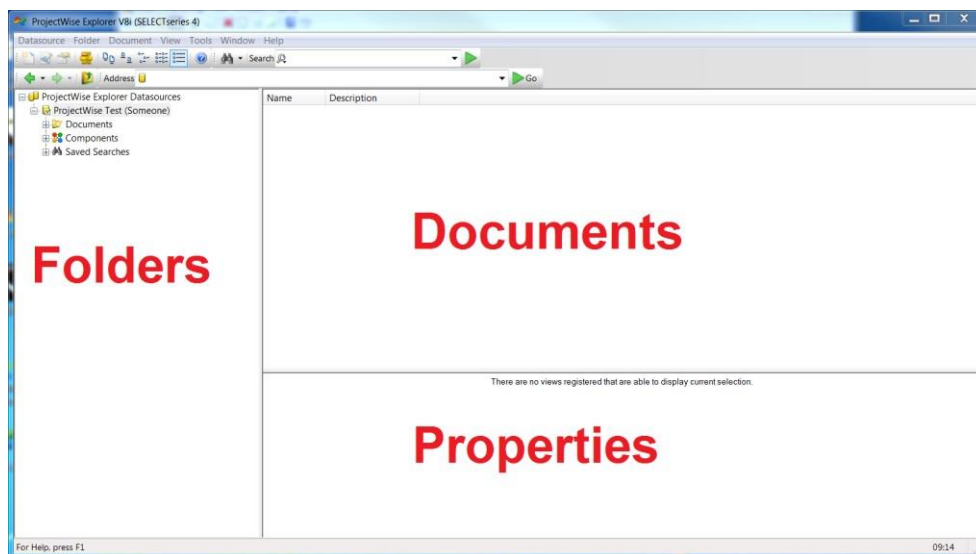 ProjectWise Explorer V8i (SELECTseries 4)
Datasource Folder Document View Tools Window Help
Search
Address
Go
ProjectWise Explorer Datasources
ProjectWise Test (Someone)
Documents
Components
Saved Searches
Name Description
Folders
Documents
There are no views registered that are able to display current selection.
Properties
For Help, press F1
09:14